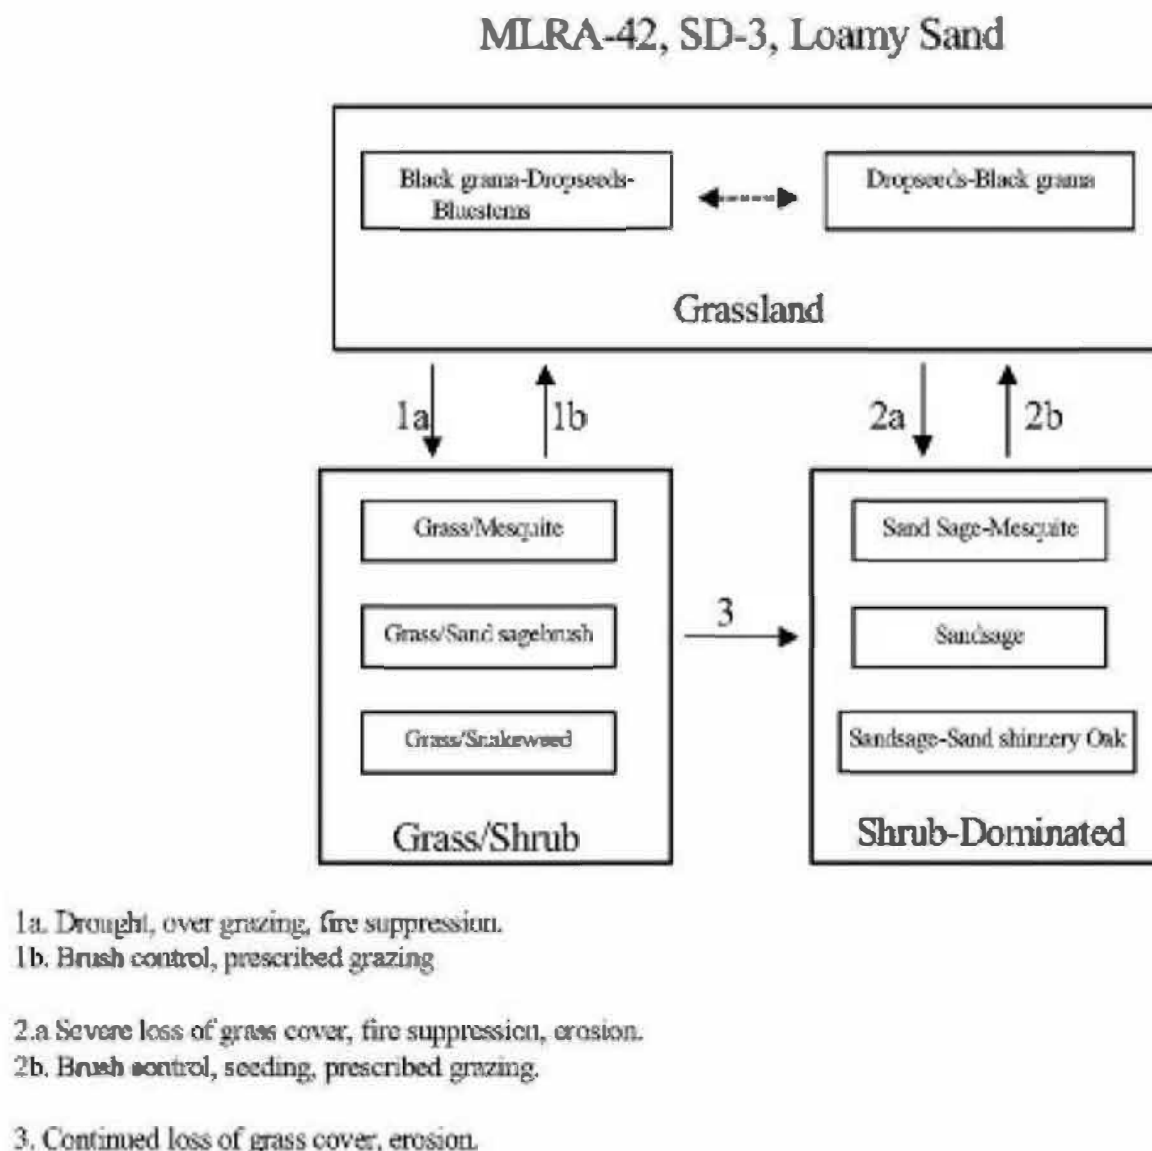 MLRA-42, SD-3, Loamy Sand
Black grama-Dropseeds-
Bluestems
Dropseeds-Black grama
Grassland
1a
1b
2a
2b
Grass/Mesquite
Sand Sage-Mesquite
Grass/Sand sagebrush
3
Sandsage
Grass/Snakeweed
Sandsage-Sand shinnery Oak
Grass/Shrub
Shrub-Dominated
1a. Drought, over grazing, fire suppression.
1b. Brush control, prescribed grazing
2.a Severe loss of grass cover, fire suppression, erosion.
2b. Brush control, seeding, prescribed grazing.
3. Continued loss of grass cover, erosion.